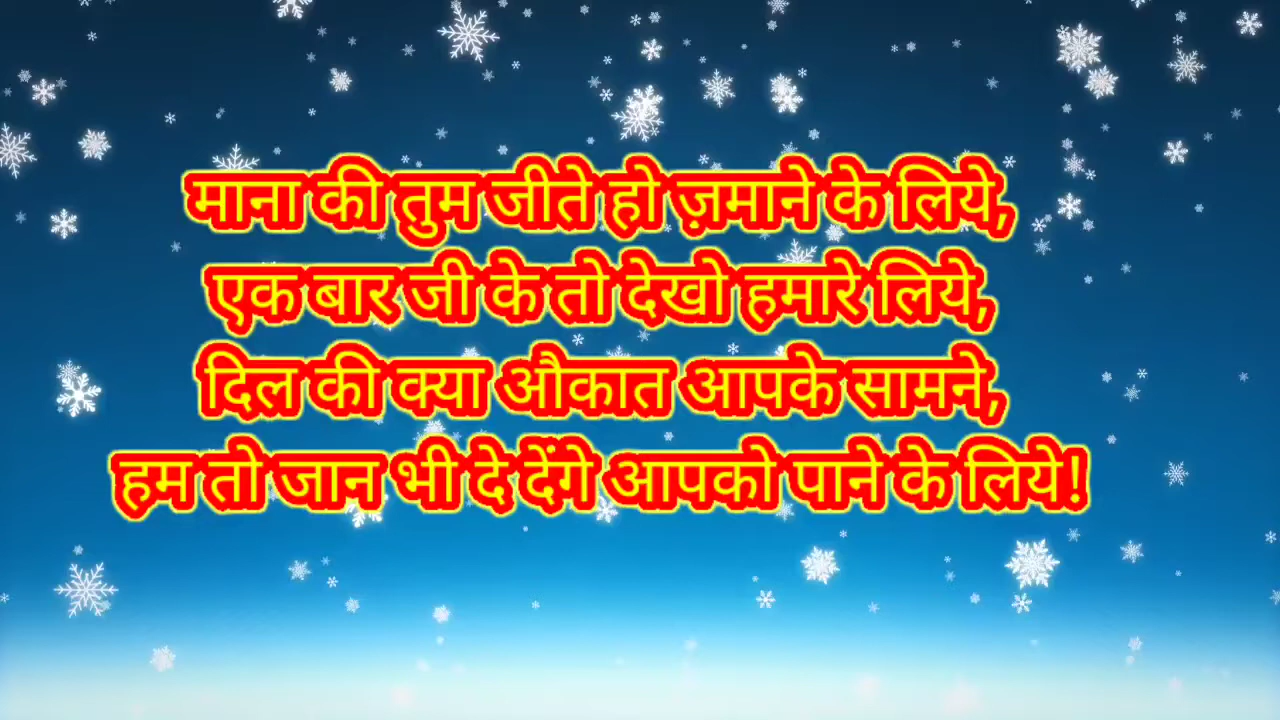 माना की तुम जीते हो ज़माने के लिये,
एक बार जी के तो देखो हमारे लिये,
दिल की क्या औकात आपके सामने,
हम तो जान भी दे देंगे आपको पाने के लिये!